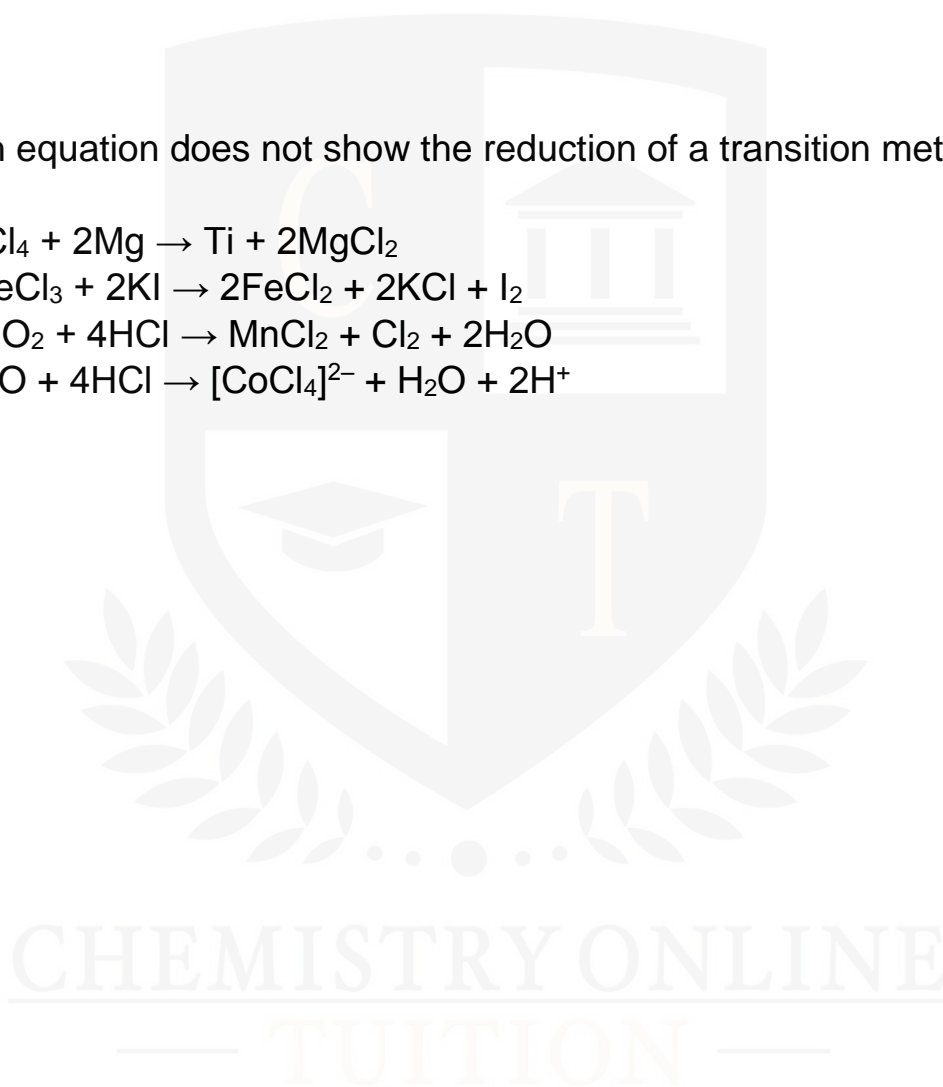 n equation does not show the reduction of a transition met
Cl₄ + 2Mg → Ti + 2MgCl₂
eCl₃ + 2KI → 2FeCl₂ + 2KCl + I₂
O₂ + 4HCl → MnCl₂ + Cl₂ + 2H₂O
O + 4HCl → [CoCl₄]²⁻ + H₂O + 2H⁺
C
T
CHEMISTRY ONLINE
TUITION